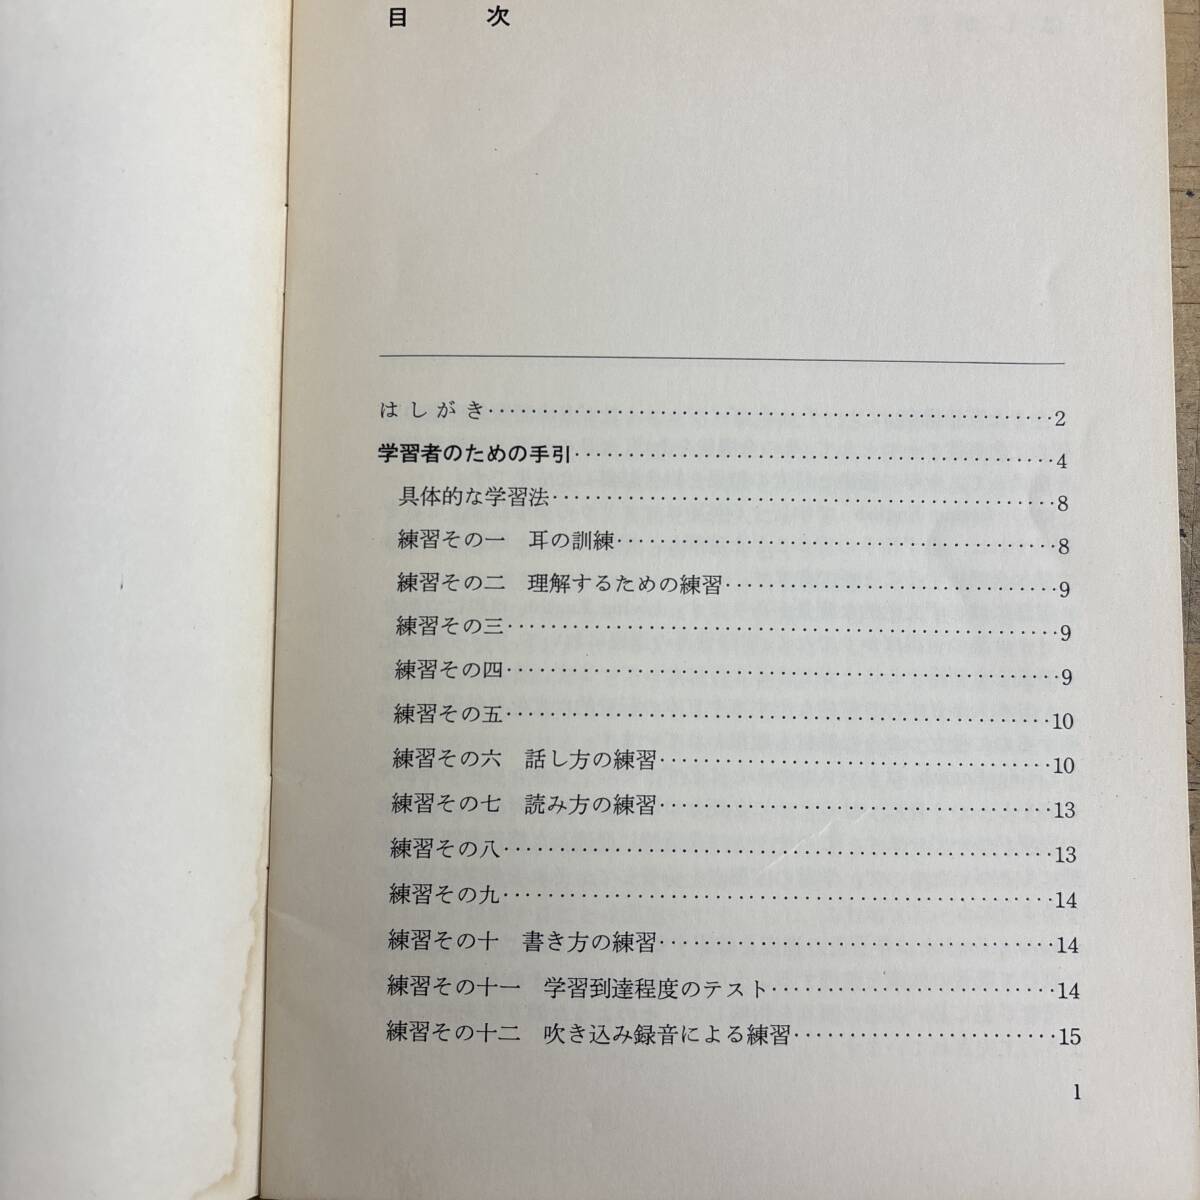 目　次
はしがき……………………………………………2
学習者のための手引……………………………………4
具体的な学習法……………………………………8
練習その一　耳の訓練……………………………………8
練習その二　理解するための練習……………………………9
練習その三……………………………………………9
練習その四……………………………………………9
練習その五……………………………………………10
練習その六　話し方の練習………………………………10
練習その七　読み方の練習………………………………13
練習その八……………………………………………13
練習その九……………………………………………14
練習その十　書き方の練習………………………………14
練習その十一　学習到達程度のテスト…………………………14
練習その十二　吹き込み録音による練習………………………15
1